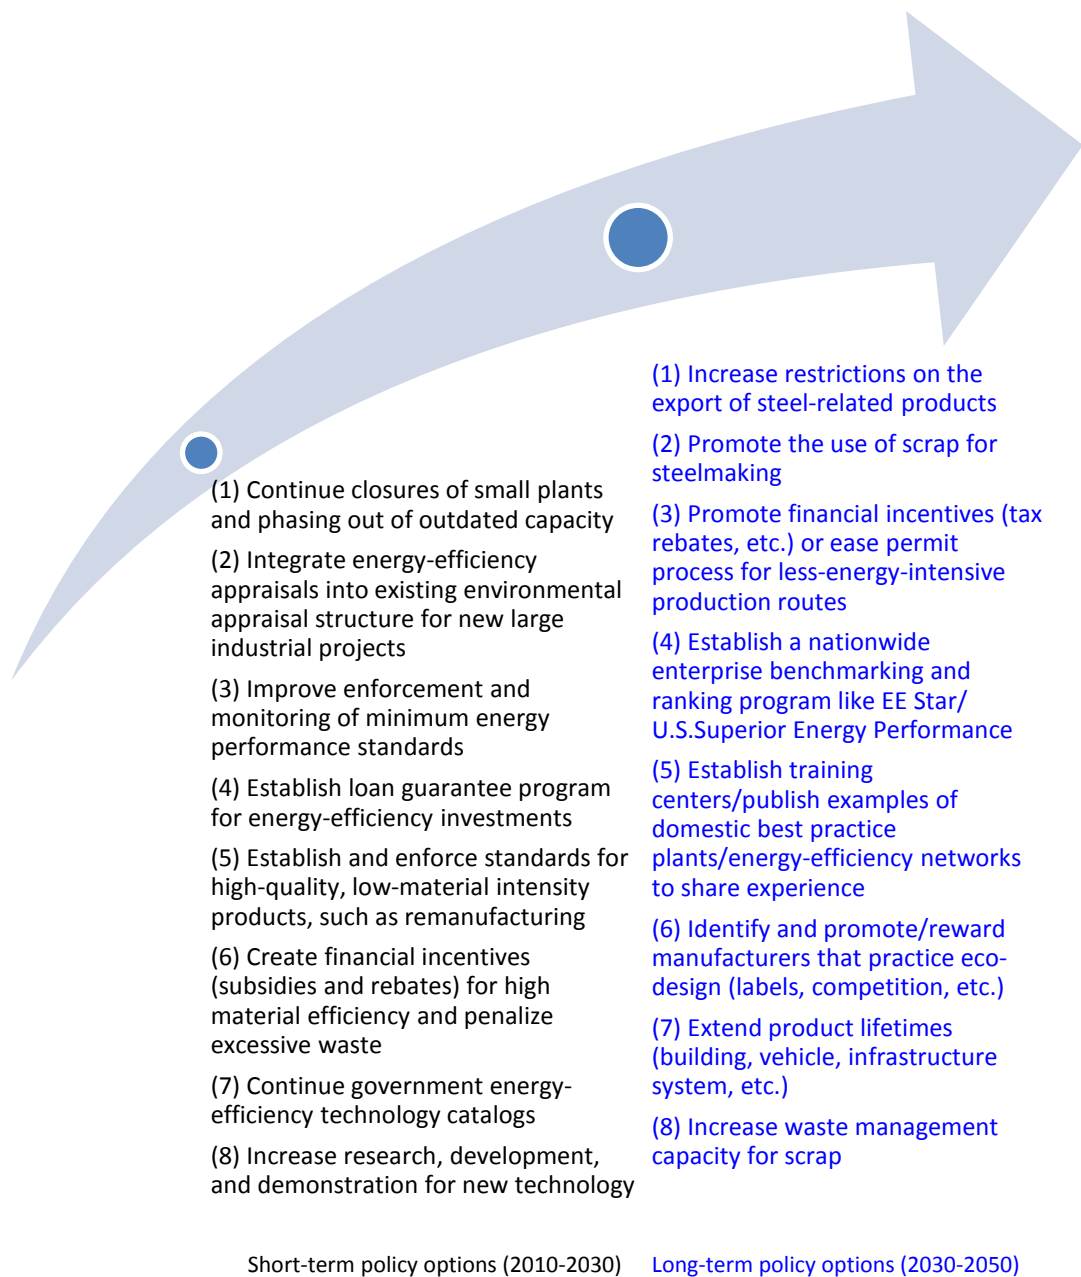 (1) Continue closures of small plants
and phasing out of outdated capacity
(2) Integrate energy-efficiency
appraisals into existing environmental
appraisal structure for new large
industrial projects
(3) Improve enforcement and
monitoring of minimum energy
performance standards
(4) Establish loan guarantee program
for energy-efficiency investments
(5) Establish and enforce standards for
high-quality, low-material intensity
products, such as remanufacturing
(6) Create financial incentives
(subsidies and rebates) for high
material efficiency and penalize
excessive waste
(7) Continue government energy-
efficiency technology catalogs
(8) Increase research, development,
and demonstration for new technology
Short-term policy options (2010-2030)
(1) Increase restrictions on the
export of steel-related products
(2) Promote the use of scrap for
steelmaking
(3) Promote financial incentives (tax
rebates, etc.) or ease permit
process for less-energy-intensive
production routes
(4) Establish a nationwide
enterprise benchmarking and
ranking program like EE Star/
U.S.Superior Energy Performance
(5) Establish training
centers/publish examples of
domestic best practice
plants/energy-efficiency networks
to share experience
(6) Identify and promote/reward
manufacturers that practice eco-
design (labels, competition, etc.)
(7) Extend product lifetimes
(building, vehicle, infrastructure
system, etc.)
(8) Increase waste management
capacity for scrap
Long-term policy options (2030-2050)